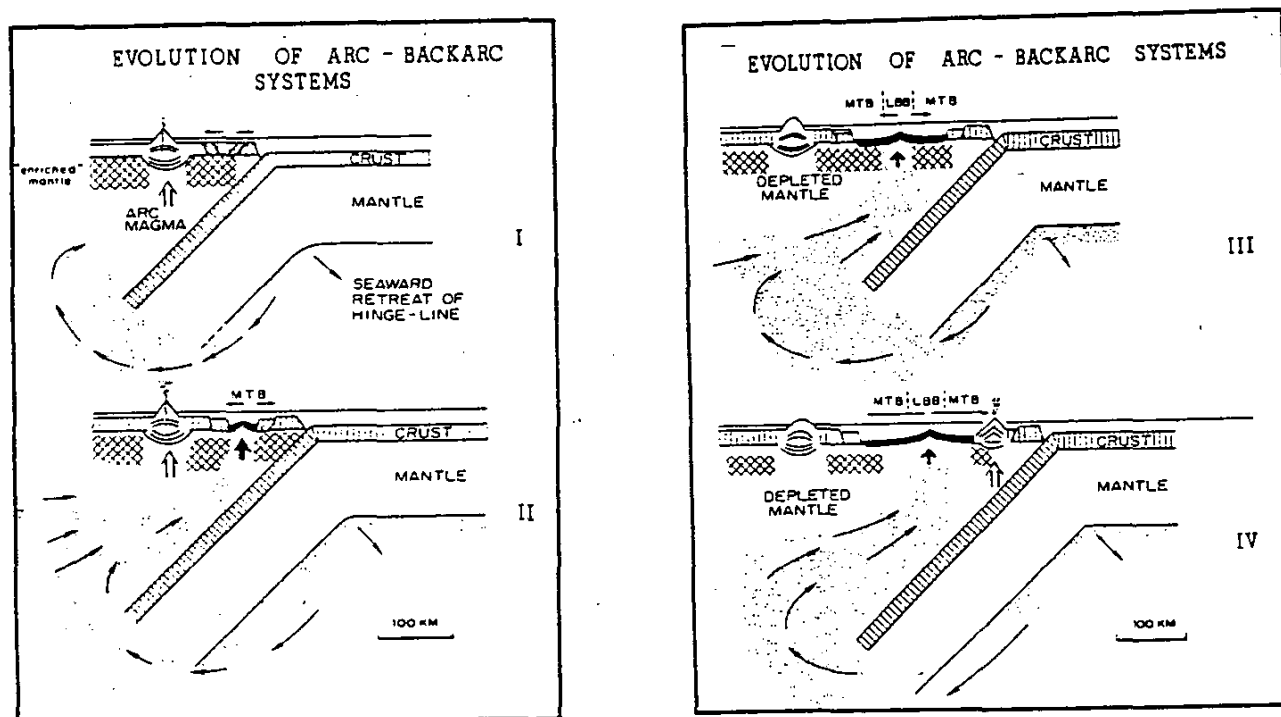 EVOLUTION OF ARC - BACKARC
SYSTEMS
"enriched"
mantle
CRUST
ARC
MAGMA
MANTLE
I
SEAWARD
RETREAT OF
HINGE-LINE
MTB
CRUST
MANTLE
II
100 KM
EVOLUTION OF ARC - BACKARC SYSTEMS
MTB LBB MTB
CRUST
DEPLETED
MANTLE
MANTLE
III
MTB LBB MTB
CRUST
DEPLETED
MANTLE
MANTLE
IV
100 KM